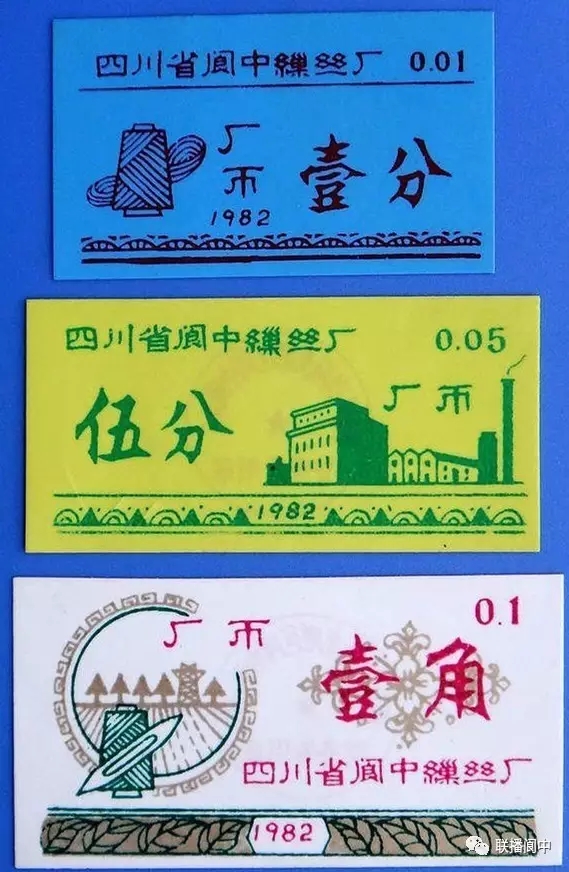 四川省阆中缫丝厂 0.01
厂币 壹分
1982
四川省阆中缫丝厂 0.05
伍分 厂币
1982
0.1
厂币
壹角
四川省阆中缫丝厂
1982
联播阆中